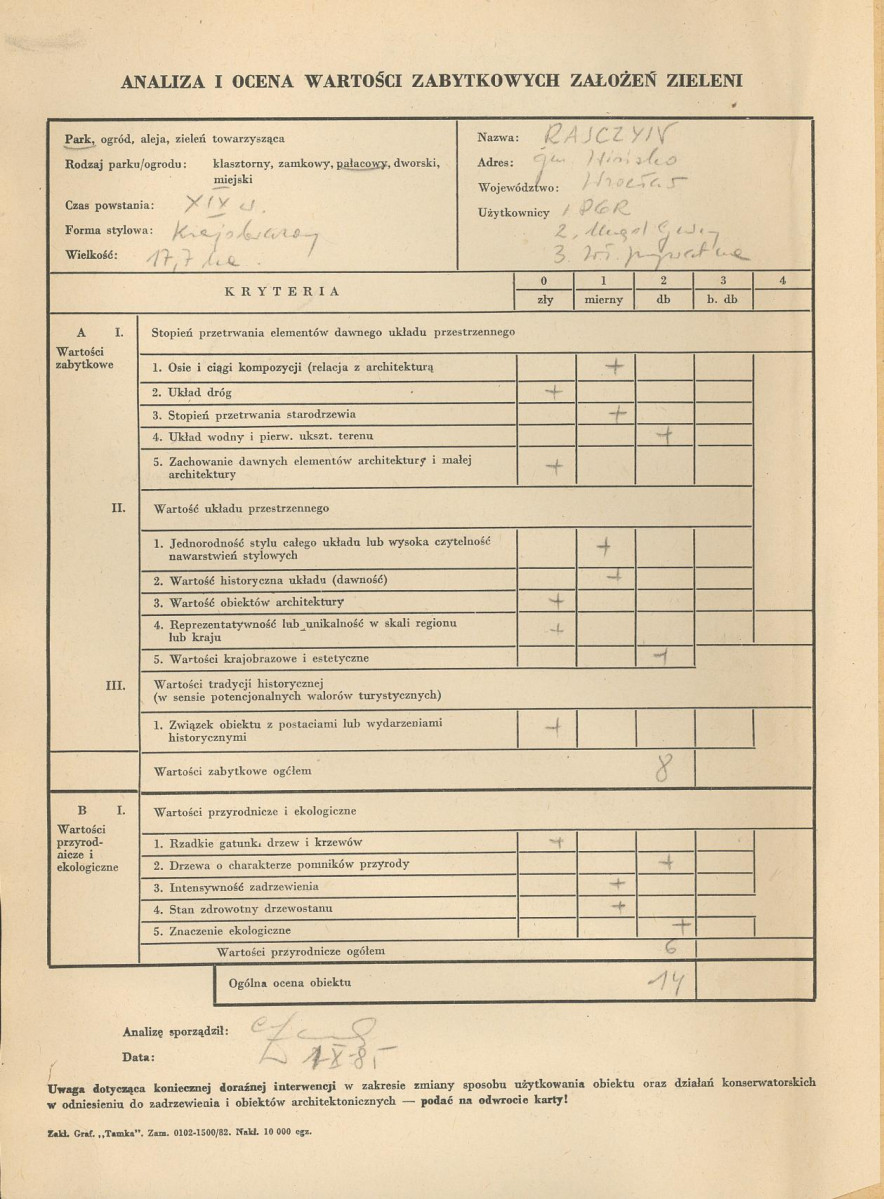 ANALIZA I OCENA WARTOŚCI ZABYTKOWYCH ZAŁOŻEŃ ZIELENI
Park, ogród, aleja, zieleń towarzysząca
Rodzaj parku/ogrodu: klasztorny, zamkowy, pałacowy, dworski,
miejski
Czas powstania: XIX w.
Forma stylowa: Krajobrazowy
Wielkość: 17,7 ha.
Nazwa: RAJCZYN
Adres: gm. Wińsko
Województwo: Wrocław
Użytkownicy 1 PGR
2.
3. wł. prywatne
KRYTERIA
0 1 2 3 4
zły mierny db b. db
A I. Stopień przetrwania elementów dawnego układu przestrzennego
Wartości
zabytkowe
1. Osie i ciągi kompozycji (relacja z architekturą +
2. Układ dróg +
3. Stopień przetrwania starodrzewia +
4. Układ wodny i pierw. ukszt. terenu +
5. Zachowanie dawnych elementów architektury i małej
architektury +
II. Wartość układu przestrzennego
1. Jednorodność stylu całego układu lub wysoka czytelność
nawarstwień stylowych +
2. Wartość historyczna układu (dawność) +
3. Wartość obiektów architektury +
4. Reprezentatywność lub unikalność w skali regionu
lub kraju +
5. Wartości krajobrazowe i estetyczne +
III. Wartości tradycji historycznej
(w sensie potencjonalnych walorów turystycznych)
1. Związek obiektu z postaciami lub wydarzeniami
historycznymi +
Wartości zabytkowe ogółem 8
B I. Wartości przyrodnicze i ekologiczne
Wartości
przyrod-
nicze i
ekologiczne
1. Rzadkie gatunki drzew i krzewów +
2. Drzewa o charakterze pomników przyrody +
3. Intensywność zadrzewienia +
4. Stan zdrowotny drzewostanu +
5. Znaczenie ekologiczne +
Wartości przyrodnicze ogółem 6
Ogólna ocena obiektu 14
Analizę sporządził:
Data:
Uwaga dotycząca koniecznej doraźnej interwencji w zakresie zmiany sposobu użytkowania obiektu oraz działań konserwatorskich
w odniesieniu do zadrzewienia i obiektów architektonicznych — podać na odwrocie karty!
Zakł. Graf. „Tamka". Zam. 0102-1500/82. Nakł. 10 000 egz.